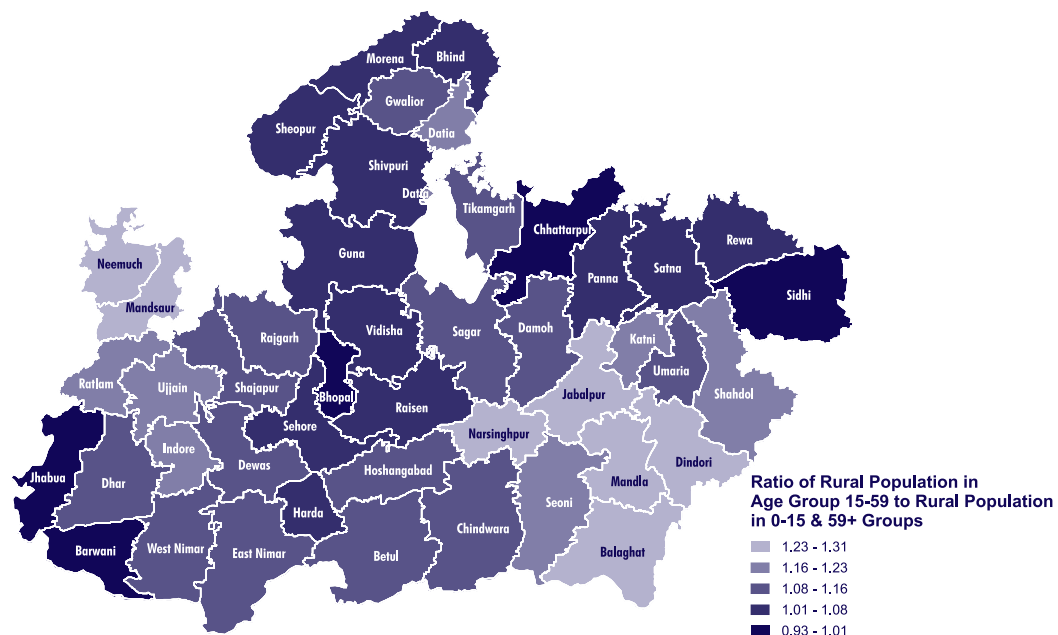 Morena
Bhind
Gwalior
Sheopur
Datia
Shivpuri
Datia
Tikamgarh
Chhattarpur
Rewa
Guna
Panna
Satna
Neemuch
Sidhi
Mandsaur
Vidisha
Sagar
Damoh
Rajgarh
Katni
Umaria
Ratlam
Ujjain
Shajapur
Bhopal
Jabalpur
Shahdol
Raisen
Sehore
Narsinghpur
Indore
Dewas
Hoshangabad
Dindori
Jhabua
Dhar
Mandla
Seoni
Harda
Chindwara
Barwani
West Nimar
East Nimar
Betul
Balaghat
Ratio of Rural Population in
Age Group 15-59 to Rural Population
in 0-15 & 59+ Groups
1.23 - 1.31
1.16 - 1.23
1.08 - 1.16
1.01 - 1.08
0.93 - 1.01